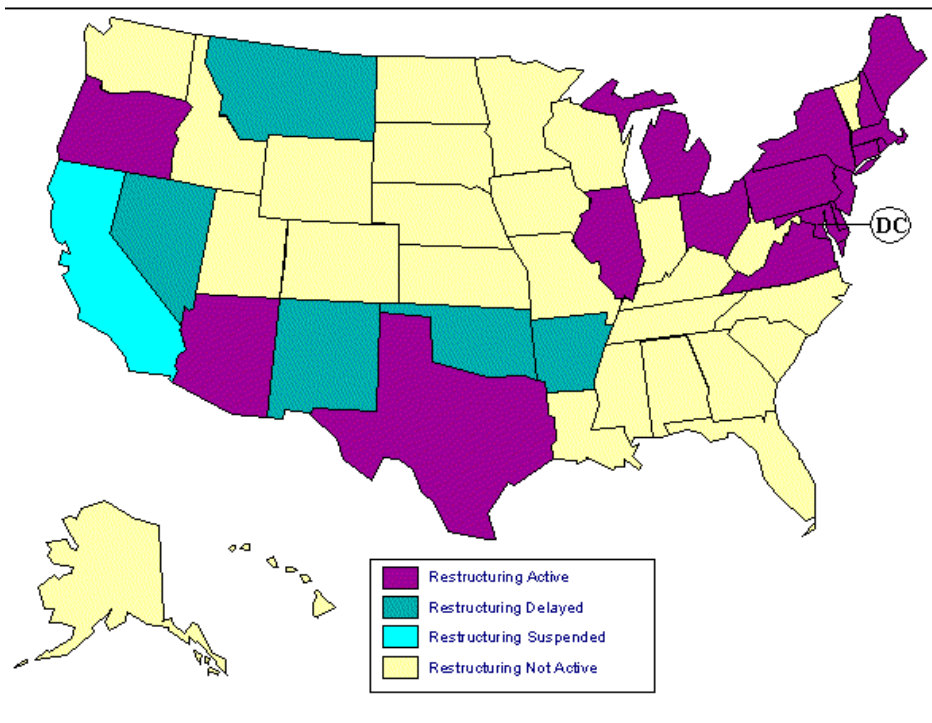 DC
Restructuring Active
Restructuring Delayed
Restructuring Suspended
Restructuring Not Active